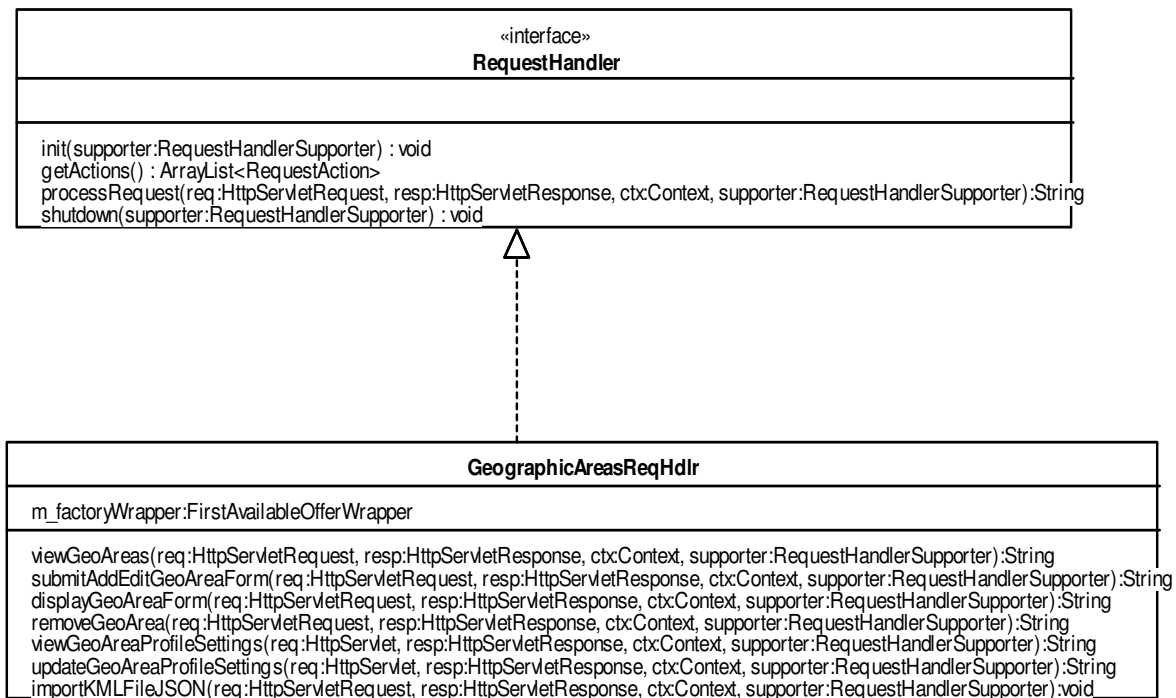 «interface»
RequestHandler
init(supporter:RequestHandlerSupporter) : void
getActions() : ArrayList<RequestAction>
processRequest(req:HttpServletRequest, resp:HttpServletResponse, ctx:Context, supporter:RequestHandlerSupporter):String
shutdown(supporter:RequestHandlerSupporter) : void
GeographicAreasReqHdlr
m_factoryWrapper:FirstAvailableOfferWrapper
viewGeoAreas(req:HttpServletRequest, resp:HttpServletResponse, ctx:Context, supporter:RequestHandlerSupporter):String
submitAddEditGeoAreaForm(req:HttpServletRequest, resp:HttpServletResponse, ctx:Context, supporter:RequestHandlerSupporter):String
displayGeoAreaForm(req:HttpServletRequest, resp:HttpServletResponse, ctx:Context, supporter:RequestHandlerSupporter):String
removeGeoArea(req:HttpServletRequest, resp:HttpServletResponse, ctx:Context, supporter:RequestHandlerSupporter):String
viewGeoAreaProfileSettings(req:HttpServlet, resp:HttpServletResponse, ctx:Context, supporter:RequestHandlerSupporter):String
updateGeoAreaProfileSettings(req:HttpServlet, resp:HttpServletResponse, ctx:Context, supporter:RequestHandlerSupporter):String
importKMLFileJSON(req:HttpServletRequest, resp:HttpServletResponse, ctx:Context, supporter:RequestHandlerSupporter):void